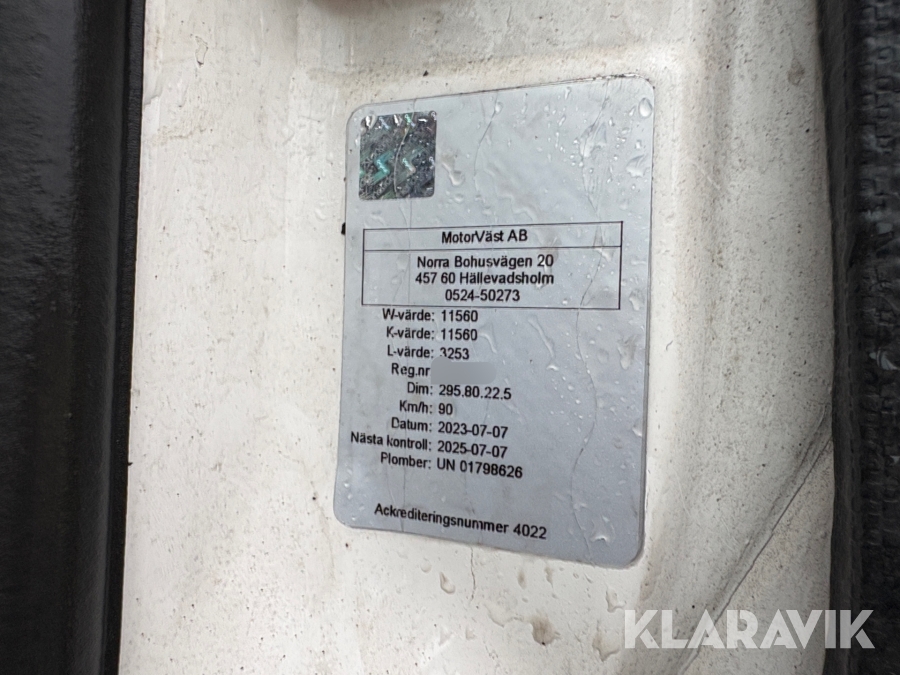 MotorVäst AB
Norra Bohusvägen 20
457 60 Hällevadsholm
0524-50273
W-värde: 11560
K-värde: 11560
L-värde: 3253
Reg.nr
Dim: 295.80.22.5
Km/h: 90
Datum: 2023-07-07
Nästa kontroll: 2025-07-07
Plomber: UN 01798626
Ackrediteringsnummer 4022
KLARAVIK